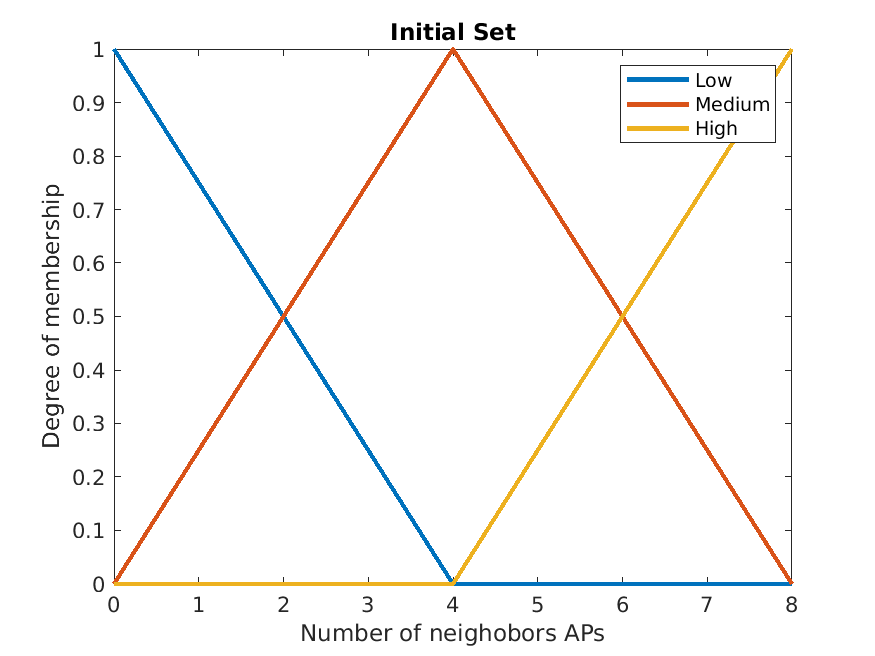 Initial Set
Low
Medium
High
1
0.9
0.8
0.7
0.6
0.5
0.4
0.3
0.2
0.1
0
Degree of membership
0 1 2 3 4 5 6 7 8
Number of neighobors APs